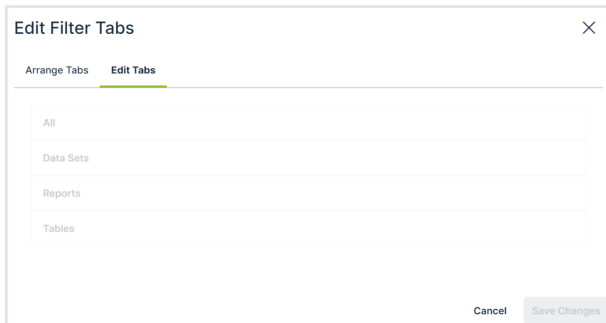 Edit Filter Tabs
Arrange Tabs Edit Tabs
All
Data Sets
Reports
Tables
Cancel Save Changes